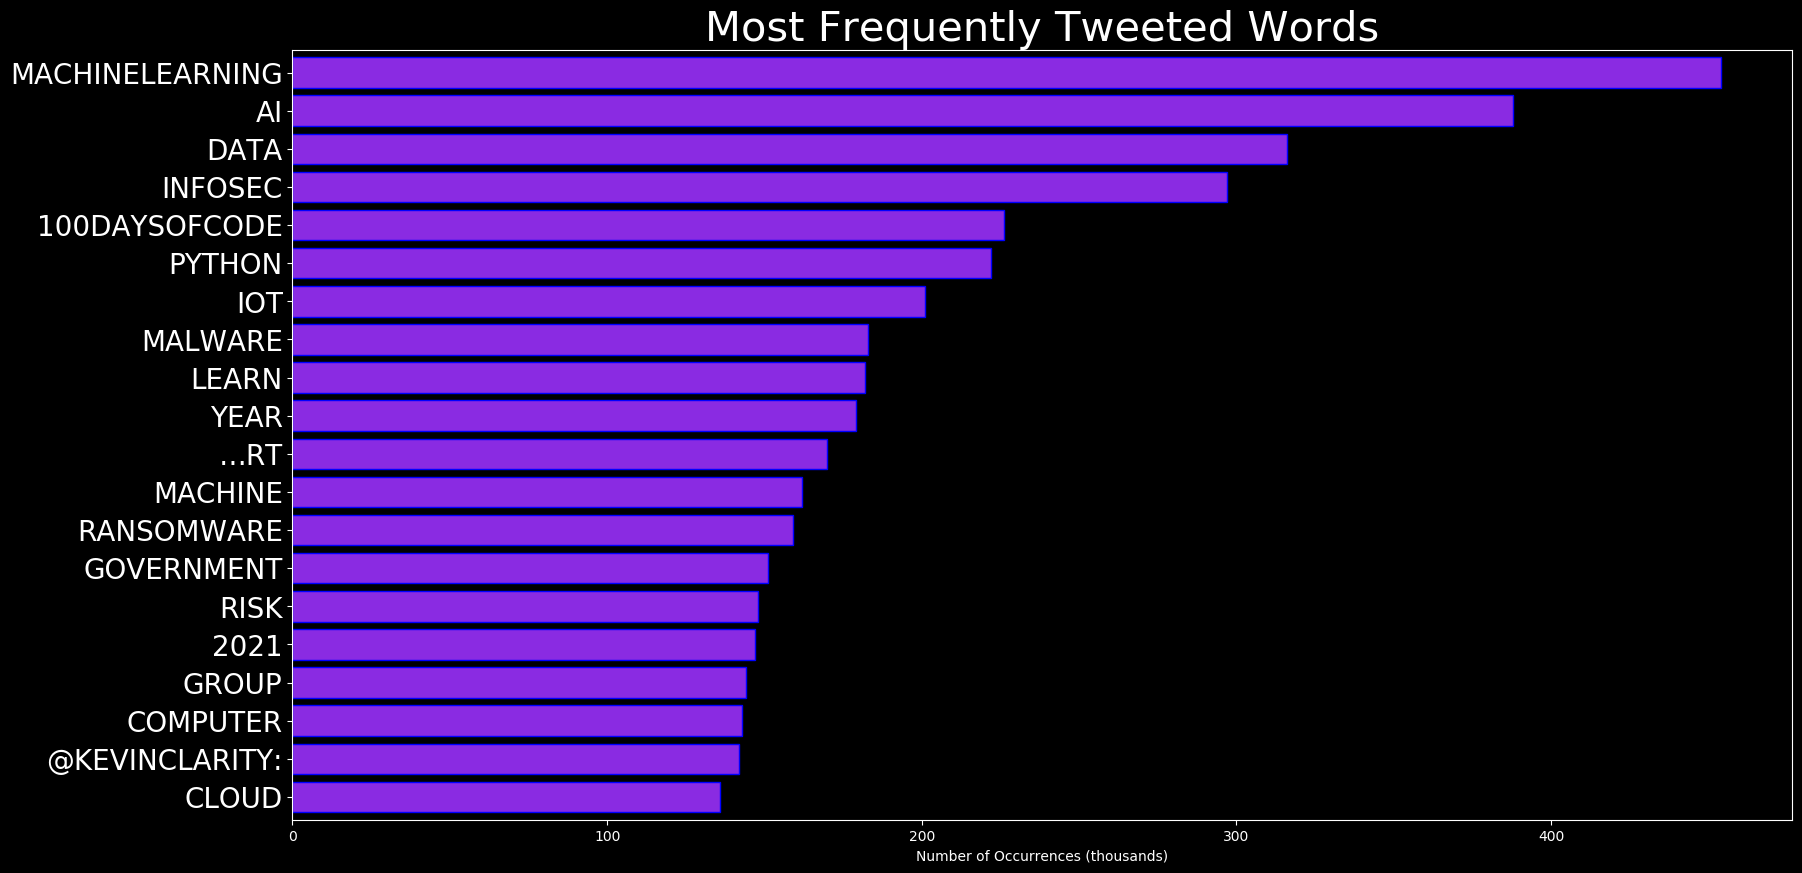 Most Frequently Tweeted Words
MACHINELEARNING
AI
DATA
INFOSEC
100DAYSOFCODE
PYTHON
IOT
MALWARE
LEARN
YEAR
…RT
MACHINE
RANSOMWARE
GOVERNMENT
RISK
2021
GROUP
COMPUTER
@KEVINCLARITY:
CLOUD
0 100 200 300 400
Number of Occurrences (thousands)